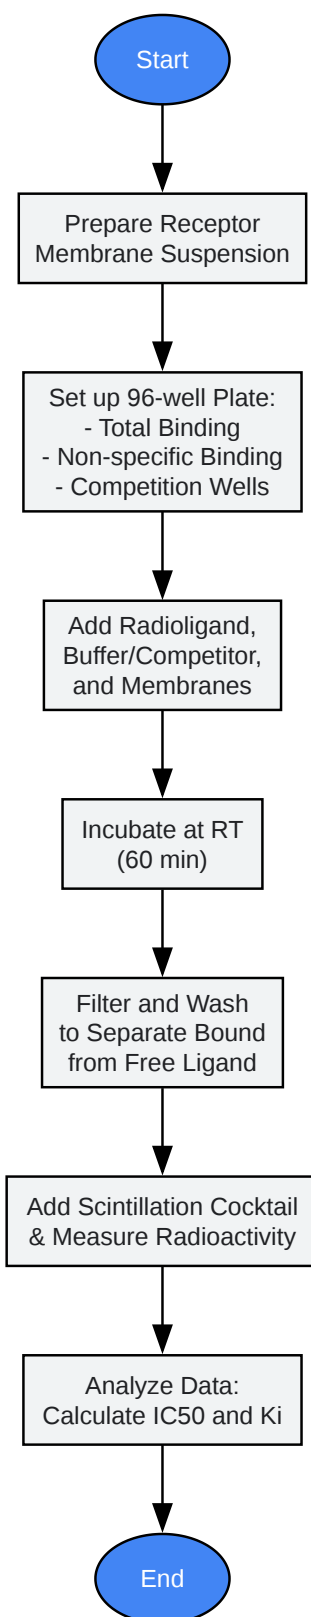 Start
Prepare Receptor
Membrane Suspension
Set up 96-well Plate:
- Total Binding
- Non-specific Binding
- Competition Wells
Add Radioligand,
Buffer/Competitor,
and Membranes
Incubate at RT
(60 min)
Filter and Wash
to Separate Bound
from Free Ligand
Add Scintillation Cocktail
& Measure Radioactivity
Analyze Data:
Calculate IC50 and Ki
End